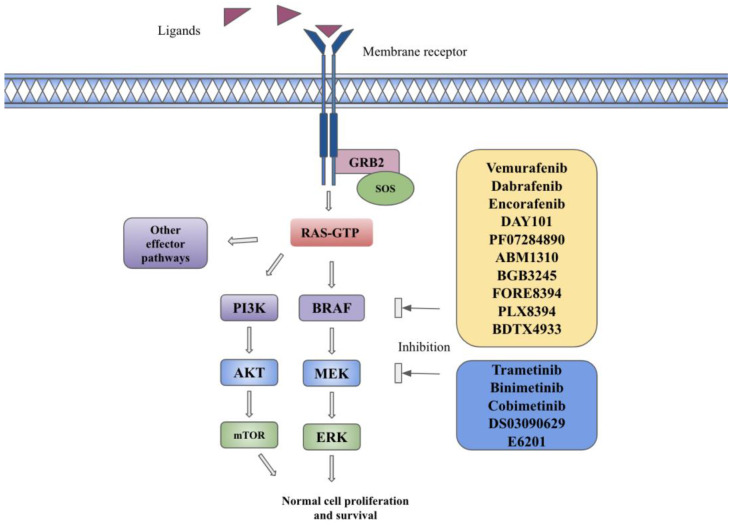 Ligands
Membrane receptor
GRB2
SOS
RAS-GTP
Other
effector
pathways
PI3K
BRAF
AKT
MEK
mTOR
ERK
Normal cell proliferation
and survival
Inhibition
Vemurafenib
Dabrafenib
Encorafenib
DAY101
PF07284890
ABM1310
BGB3245
FORE8394
PLX8394
BDTX4933
Trametinib
Binimetinib
Cobimetinib
DS03090629
E6201